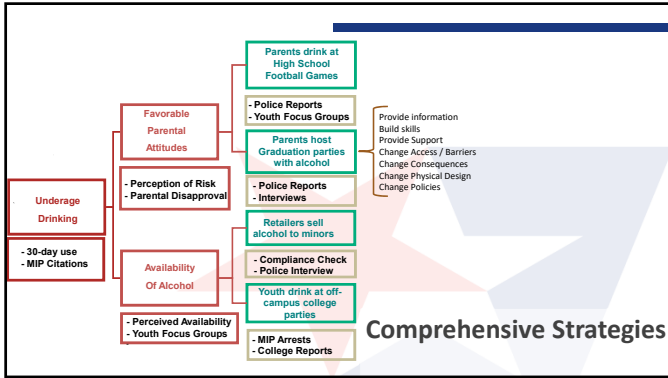 Parents drink at
High School
Football Games
- Police Reports
- Youth Focus Groups
Favorable
Parental
Attitudes
Parents host
Graduation parties
with alcohol
Provide information
Build skills
Provide Support
Change Access / Barriers
Change Consequences
Change Physical Design
Change Policies
- Perception of Risk
- Parental Disapproval
- Police Reports
- Interviews
Underage
Drinking
- 30-day use
- MIP Citations
Retailers sell
alcohol to minors
- Compliance Check
- Police Interview
Availability
Of Alcohol
Youth drink at off-
campus college
parties
- Perceived Availability
- Youth Focus Groups
-
- MIP Arrests
- College Reports
Comprehensive Strategies